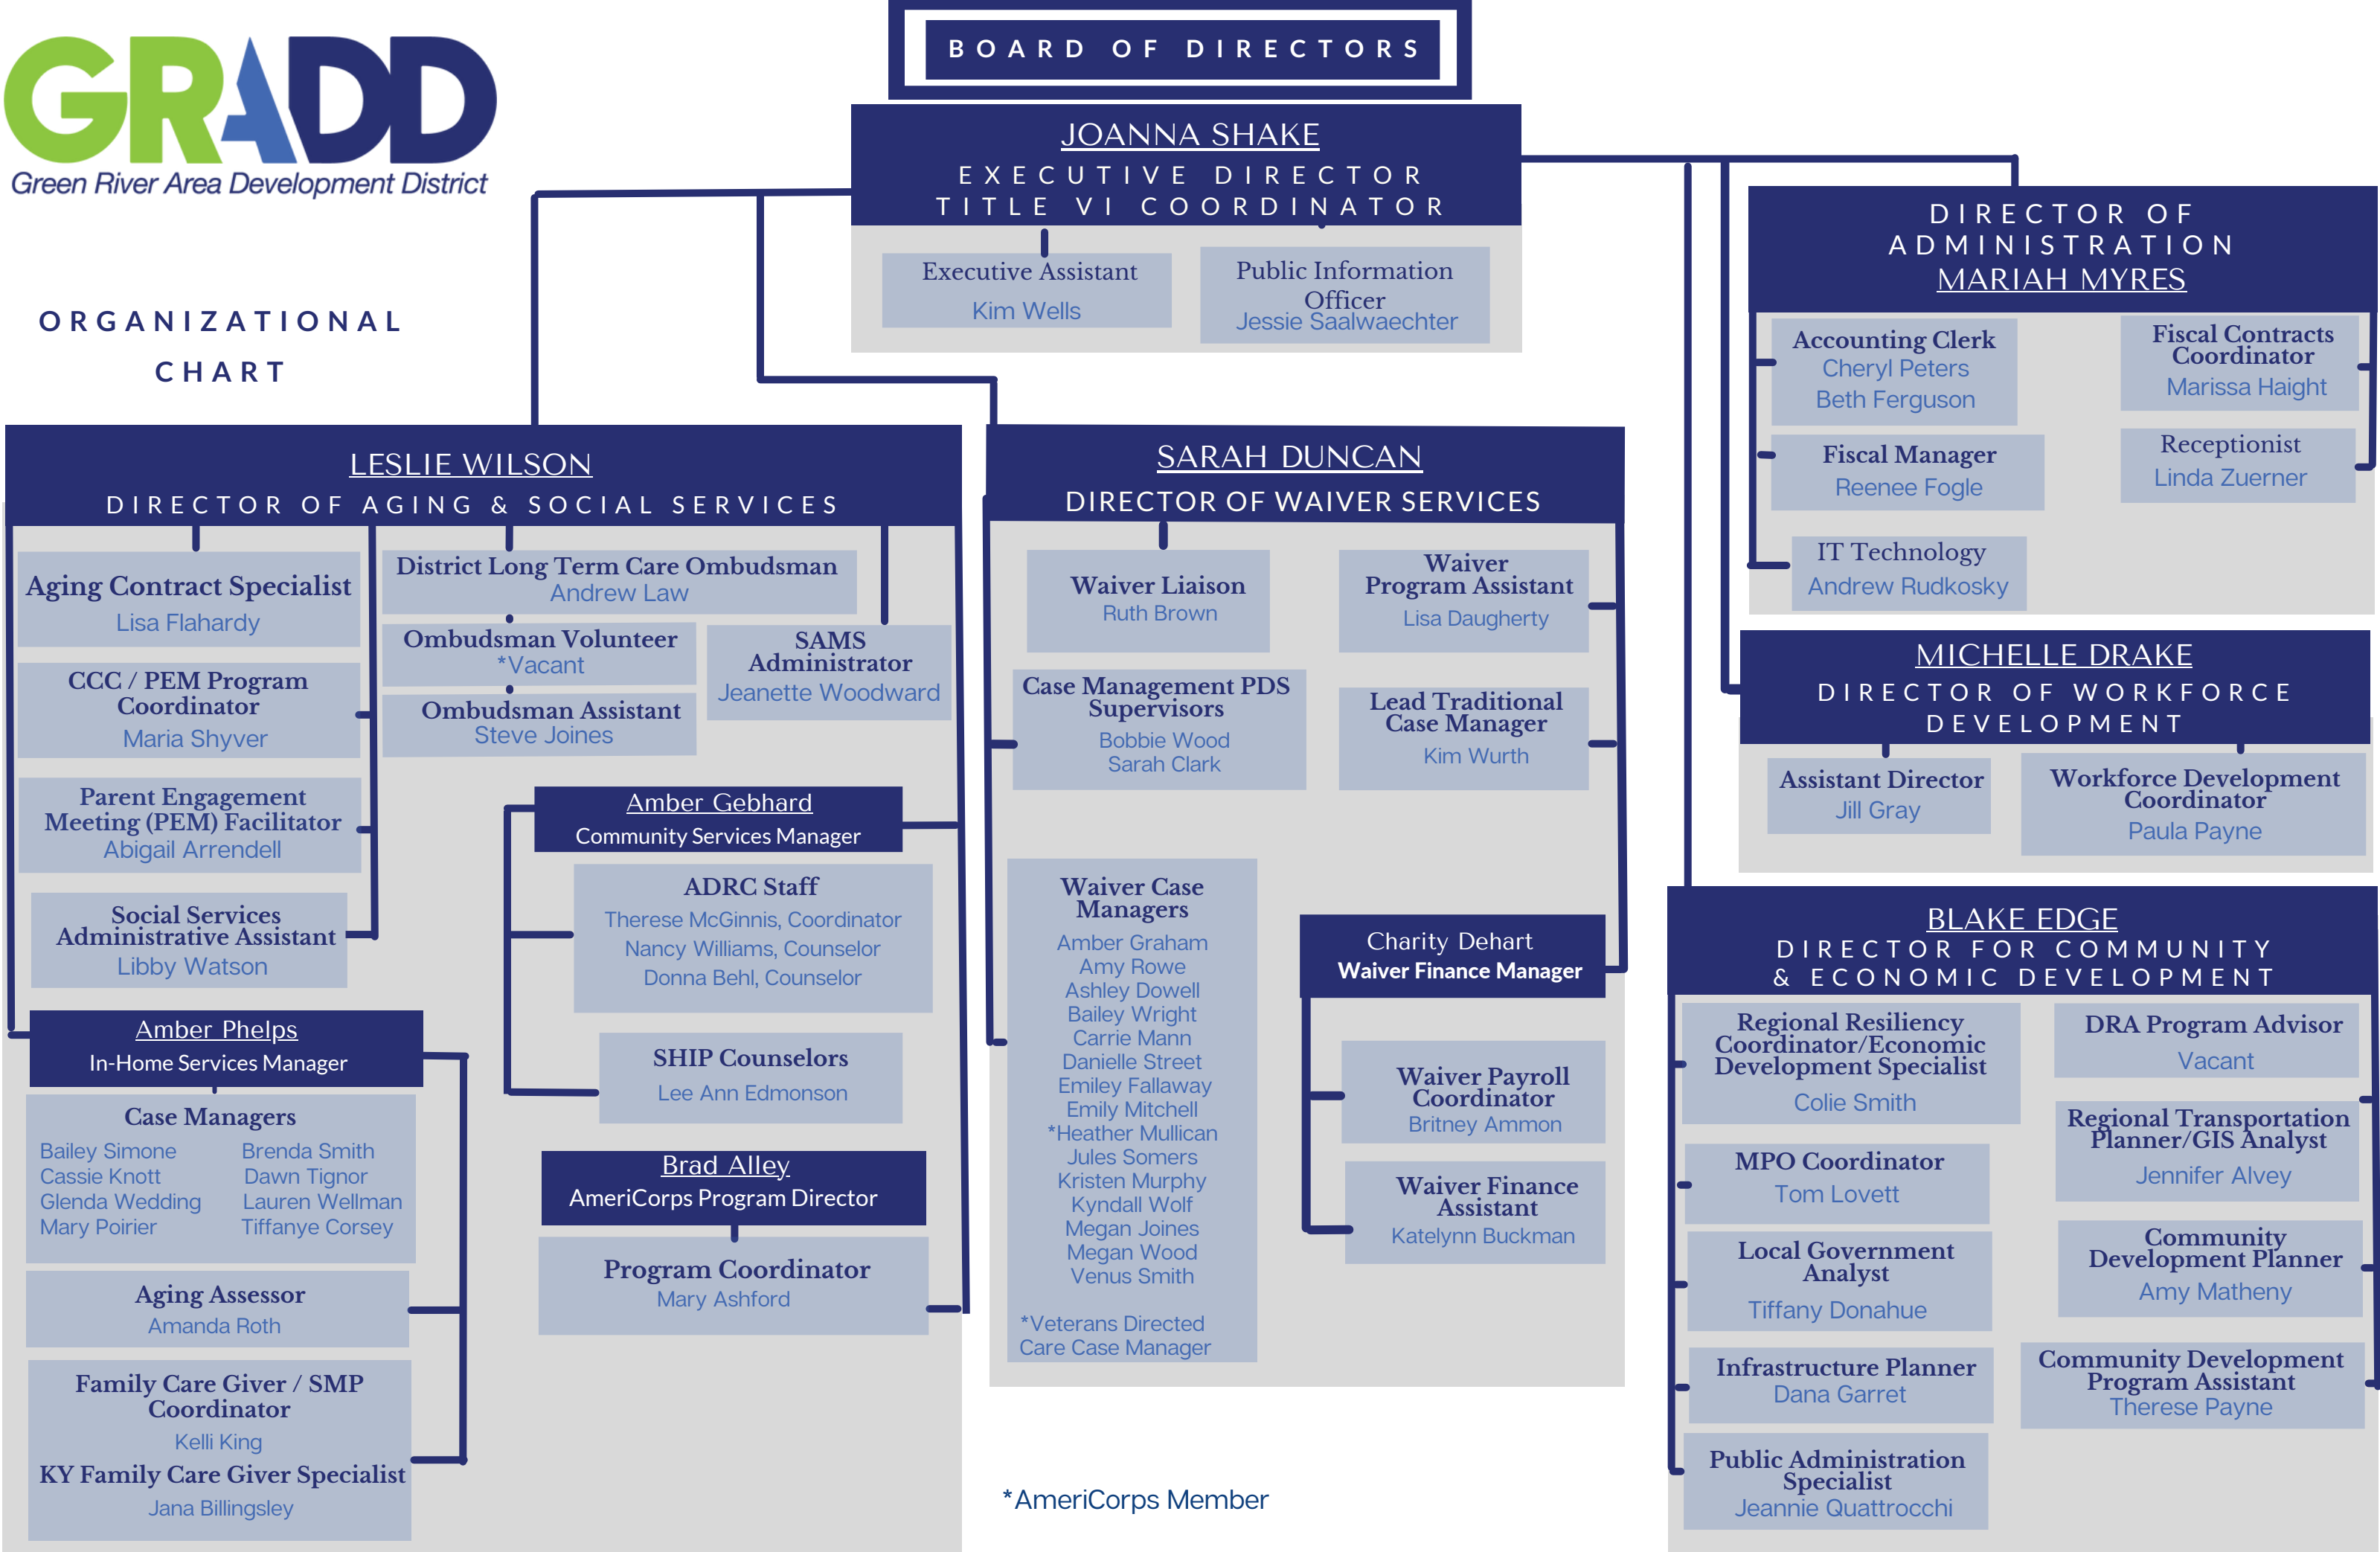 GRADD
Green River Area Development District
ORGANIZATIONAL
CHART
BOARD OF DIRECTORS
JOANNA SHAKE
EXECUTIVE DIRECTOR
TITLE VI COORDINATOR
Executive Assistant
Kim Wells
Public Information
Officer
Jessie Saalwaechter
LESLIE WILSON
DIRECTOR OF AGING & SOCIAL SERVICES
Aging Contract Specialist
Lisa Flahardy
CCC / PEM Program
Coordinator
Maria Shyver
Parent Engagement
Meeting (PEM) Facilitator
Abigail Arrendell
Social Services
Administrative Assistant
Libby Watson
District Long Term Care Ombudsman
Andrew Law
Ombudsman Volunteer
*Vacant
Ombudsman Assistant
Steve Joines
SAMS
Administrator
Jeanette Woodward
Amber Gebhard
Community Services Manager
ADRC Staff
Therese McGinnis, Coordinator
Nancy Williams, Counselor
Donna Behl, Counselor
SHIP Counselors
Lee Ann Edmonson
Brad Alley
AmeriCorps Program Director
Program Coordinator
Mary Ashford
Amber Phelps
In-Home Services Manager
Case Managers
Bailey Simone
Cassie Knott
Glenda Wedding
Mary Poirier
Brenda Smith
Dawn Tignor
Lauren Wellman
Tiffanye Corsey
Aging Assessor
Amanda Roth
Family Care Giver / SMP
Coordinator
Kelli King
KY Family Care Giver Specialist
Jana Billingsley
SARAH DUNCAN
DIRECTOR OF WAIVER SERVICES
Waiver Liaison
Ruth Brown
Waiver
Program Assistant
Lisa Daugherty
Case Management PDS
Supervisors
Bobbie Wood
Sarah Clark
Lead Traditional
Case Manager
Kim Wurth
Waiver Case
Managers
Amber Graham
Amy Rowe
Ashley Dowell
Bailey Wright
Carrie Mann
Danielle Street
Emiley Fallaway
Emily Mitchell
*Heather Mullican
Jules Somers
Kristen Murphy
Kyndall Wolf
Megan Joines
Megan Wood
Venus Smith
*Veterans Directed
Care Case Manager
Charity Dehart
Waiver Finance Manager
Waiver Payroll
Coordinator
Britney Ammon
Waiver Finance
Assistant
Katelynn Buckman
*AmeriCorps Member
DIRECTOR OF
ADMINISTRATION
MARIAH MYRES
Accounting Clerk
Cheryl Peters
Beth Ferguson
Fiscal Contracts
Coordinator
Marissa Haight
Fiscal Manager
Reenee Fogle
Receptionist
Linda Zuerner
IT Technology
Andrew Rudkosky
MICHELLE DRAKE
DIRECTOR OF WORKFORCE
DEVELOPMENT
Assistant Director
Jill Gray
Workforce Development
Coordinator
Paula Payne
BLAKE EDGE
DIRECTOR FOR COMMUNITY
& ECONOMIC DEVELOPMENT
Regional Resiliency
Coordinator/Economic
Development Specialist
Colie Smith
DRA Program Advisor
Vacant
MPO Coordinator
Tom Lovett
Regional Transportation
Planner/GIS Analyst
Jennifer Alvey
Local Government
Analyst
Tiffany Donahue
Community
Development Planner
Amy Matheny
Infrastructure Planner
Dana Garret
Community Development
Program Assistant
Therese Payne
Public Administration
Specialist
Jeannie Quattrocchi